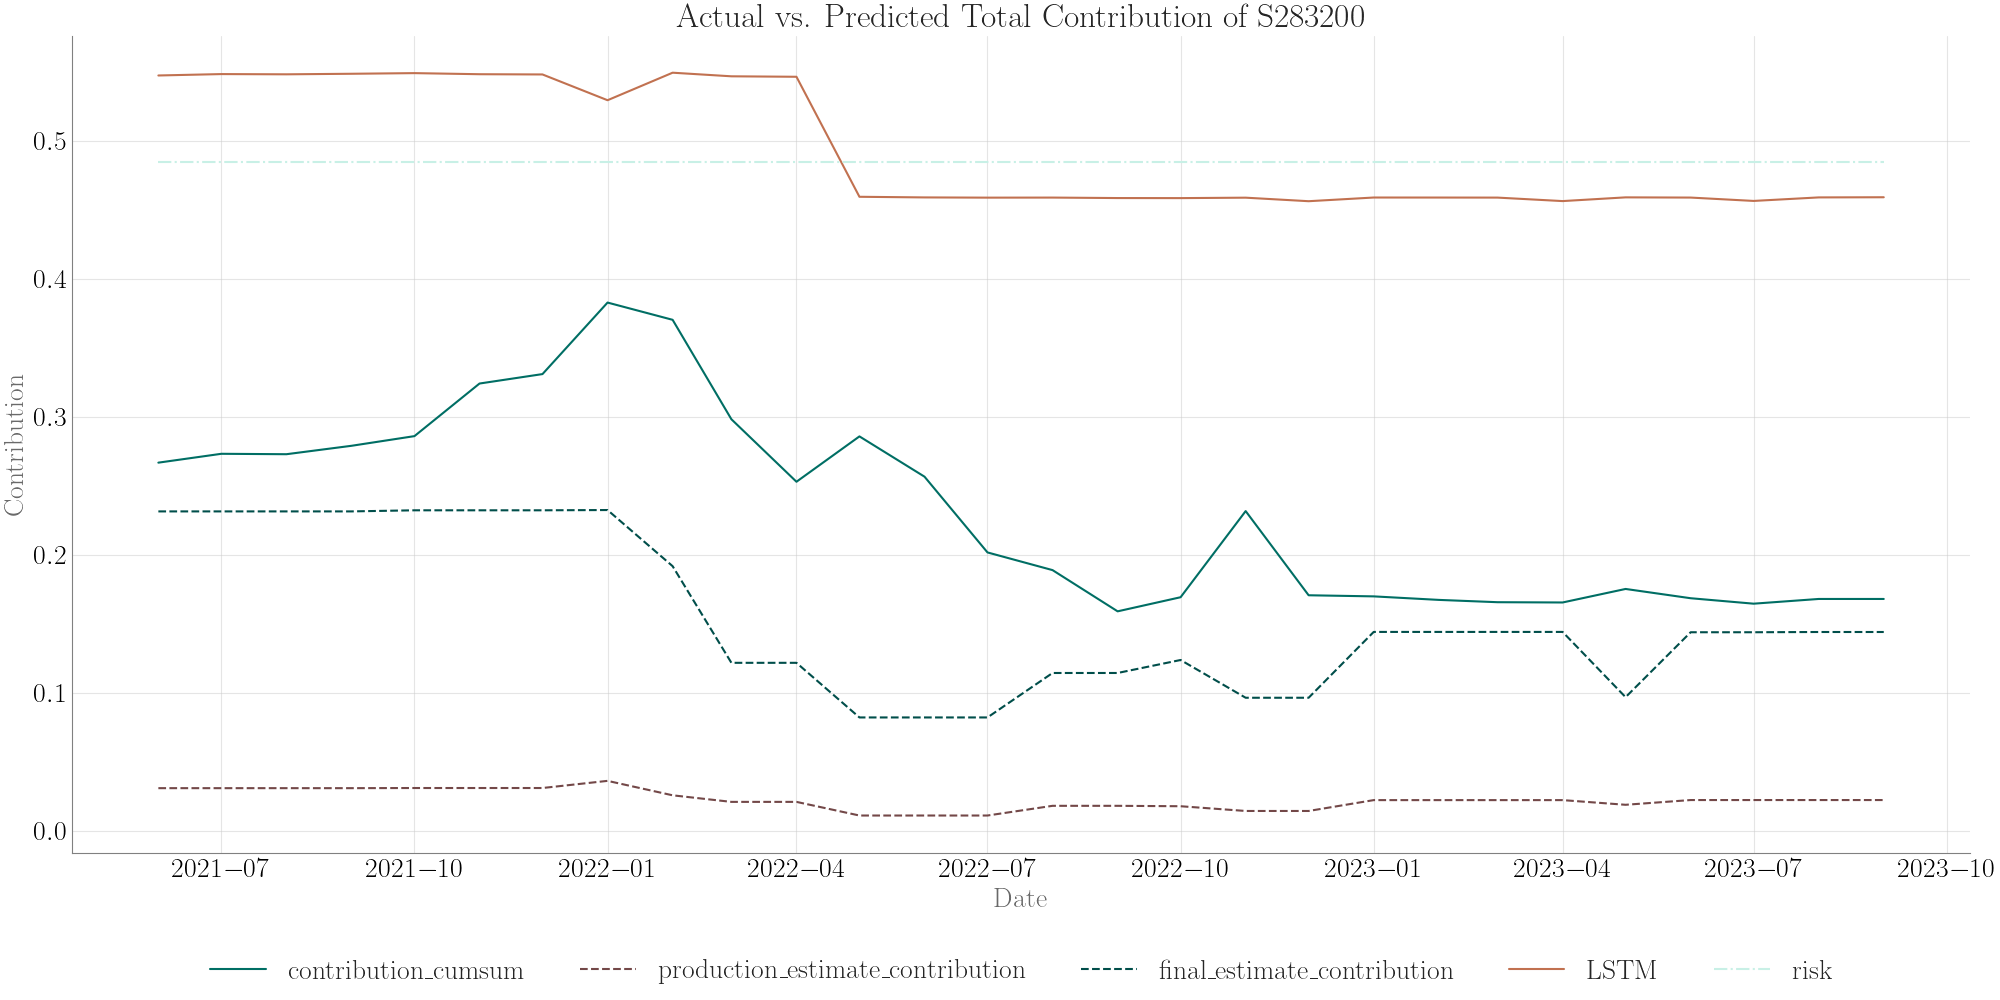 Actual vs. Predicted Total Contribution of S283200
Contribution
0.5
0.4
0.3
0.2
0.1
0.0
2021−07 2021−10 2022−01 2022−04 2022−07 2022−10 2023−01 2023−04 2023−07 2023−10
Date
contribution_cumsum production_estimate_contribution final_estimate_contribution LSTM risk